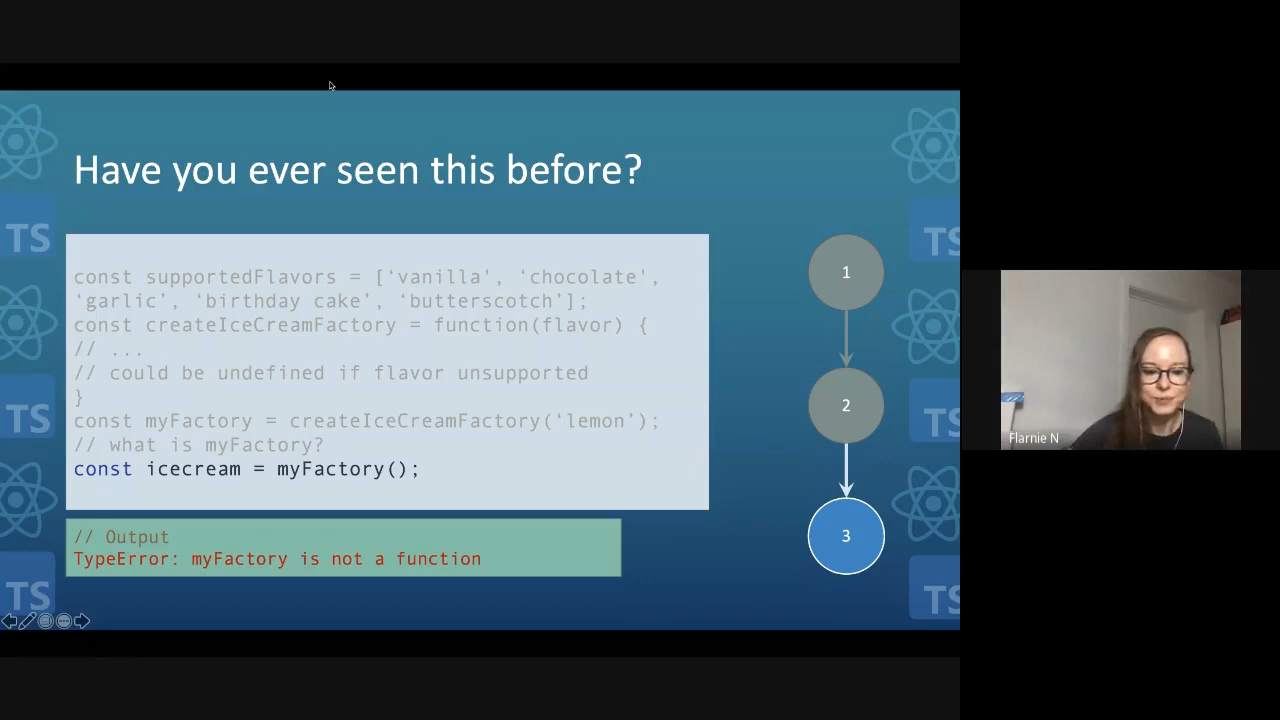 Have you ever seen this before?
const supportedFlavors = [‘vanilla', ‘chocolate',
‘garlic’, ‘birthday cake’, ‘butterscotch’];
const createIceCreamFactory = function(flavor) {
// ...
// could be undefined if flavor unsupported
}
const myFactory = createIceCreamFactory(‘lemon’);
// what is myFactory?
const icecream = myFactory();
// Output
TypeError: myFactory is not a function
1
2
3
TS
TS
TS
TS
TS
TS
Flarnie N